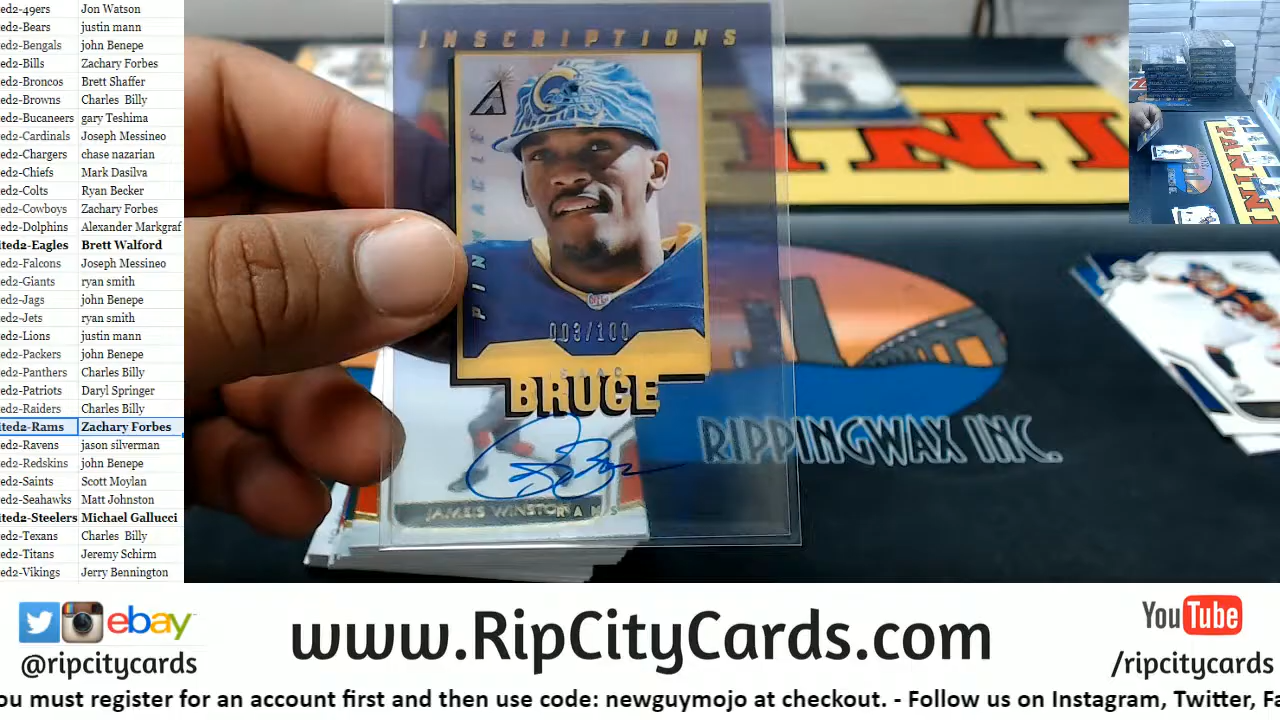 ed2-49ers Jon Watson
ed2-Bears justin mann
ed2-Bengals john Benepe
ed2-Bills Zachary Forbes
ed2-Broncos Brett Shaffer
ed2-Browns Charles Billy
ed2-Bucaneers gary Teshima
ed2-Cardinals Joseph Messineo
ed2-Chargers chase nazarian
ed2-Chiefs Mark Dasilva
ed2-Colts Ryan Becker
ed2-Cowboys Zachary Forbes
ed2-Dolphins Alexander Markgraf
ited2-Eagles Brett Walford
ed2-Falcons Joseph Messineo
ed2-Giants ryan smith
ed2-Jags john Benepe
ed2-Jets ryan smith
ed2-Lions justin mann
ed2-Packers john Benepe
ed2-Panthers Charles Billy
ed2-Patriots Daryl Springer
ed2-Raiders Charles Billy
ited2-Rams Zachary Forbes
ed2-Ravens jason silverman
ed2-Redskins john Benepe
ed2-Saints Scott Moylan
ed2-Seahawks Matt Johnston
ited2-Steelers Michael Gallucci
ed2-Texans Charles Billy
ed2-Titans Jeremy Schirm
ed2-Vikings Jerry Bennington
INSCRIPTIONS
PINNACLE
003/100
ISAAC
BRUCE
RAMS
JAMEIS WINSTON
INI
RIPPINGWAX INC.
PANINI
ebay
@ripcitycards
www.RipCityCards.com
YouTube
/ripcitycards
ou must register for an account first and then use code: newguymojo at checkout. - Follow us on Instagram, Twitter, Fa